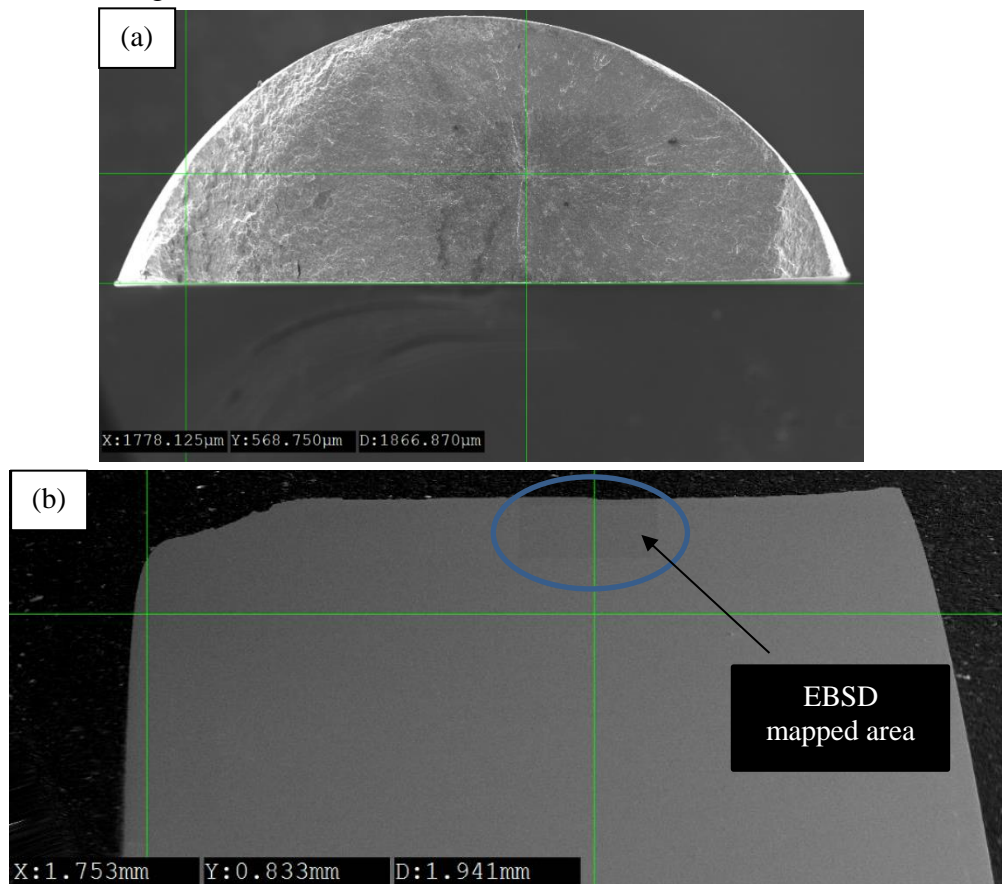 (a)
X:1778.125µm Y:568.750µm D:1866.870µm
(b)
EBSD
mapped area
X:1.753mm Y:0.833mm D:1.941mm